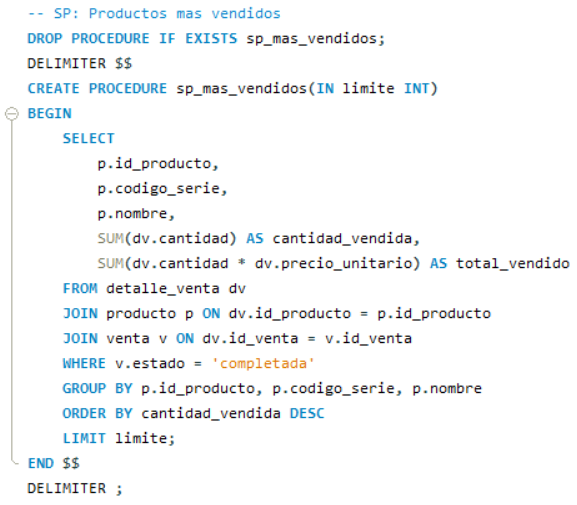 -- SP: Productos mas vendidos
DROP PROCEDURE IF EXISTS sp_mas_vendidos;
DELIMITER $$
CREATE PROCEDURE sp_mas_vendidos(IN limite INT)
BEGIN
    SELECT
        p.id_producto,
        p.codigo_serie,
        p.nombre,
        SUM(dv.cantidad) AS cantidad_vendida,
        SUM(dv.cantidad * dv.precio_unitario) AS total_vendido
    FROM detalle_venta dv
    JOIN producto p ON dv.id_producto = p.id_producto
    JOIN venta v ON dv.id_venta = v.id_venta
    WHERE v.estado = 'completada'
    GROUP BY p.id_producto, p.codigo_serie, p.nombre
    ORDER BY cantidad_vendida DESC
    LIMIT limite;
END $$
DELIMITER ;